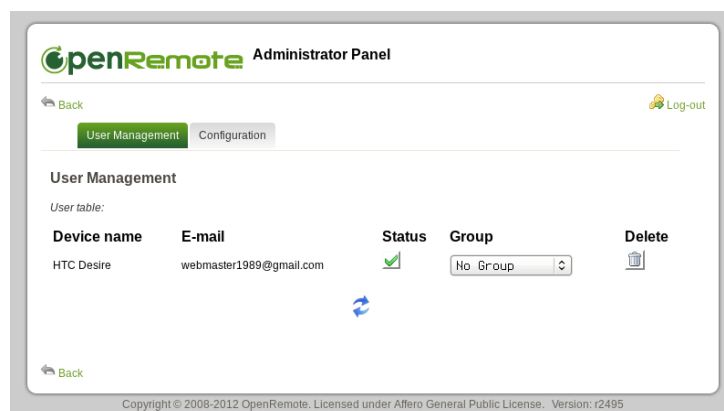 OpenRemote Administrator Panel
Back Log-out
User Management Configuration
User Management
User table:
Device name E-mail Status Group Delete
HTC Desire webmaster1989@gmail.com No Group
Back
Copyright © 2008-2012 OpenRemote. Licensed under Affero General Public License. Version: r2495